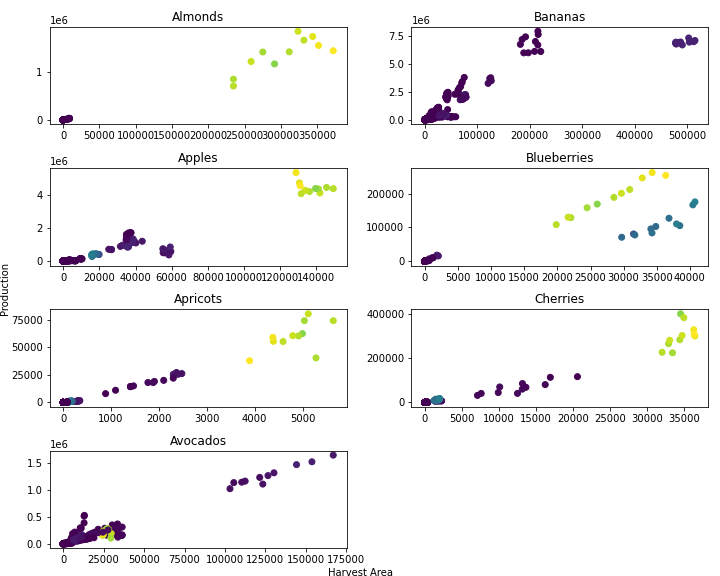 Almonds
1e6
1
0
0 50000 100000 150000 200000 250000 300000 350000
Bananas
1e6
7.5
5.0
2.5
0.0
0 100000 200000 300000 400000 500000
Apples
1e6
4
2
0
0 20000 40000 60000 80000 100000 120000 140000
Blueberries
200000
100000
0
0 5000 10000 15000 20000 25000 30000 35000 40000
Production
Apricots
75000
50000
25000
0
0 1000 2000 3000 4000 5000
Cherries
400000
200000
0
0 5000 10000 15000 20000 25000 30000 35000
Avocados
1e6
1.5
1.0
0.5
0.0
0 25000 50000 75000 100000 125000 150000 175000
Harvest Area